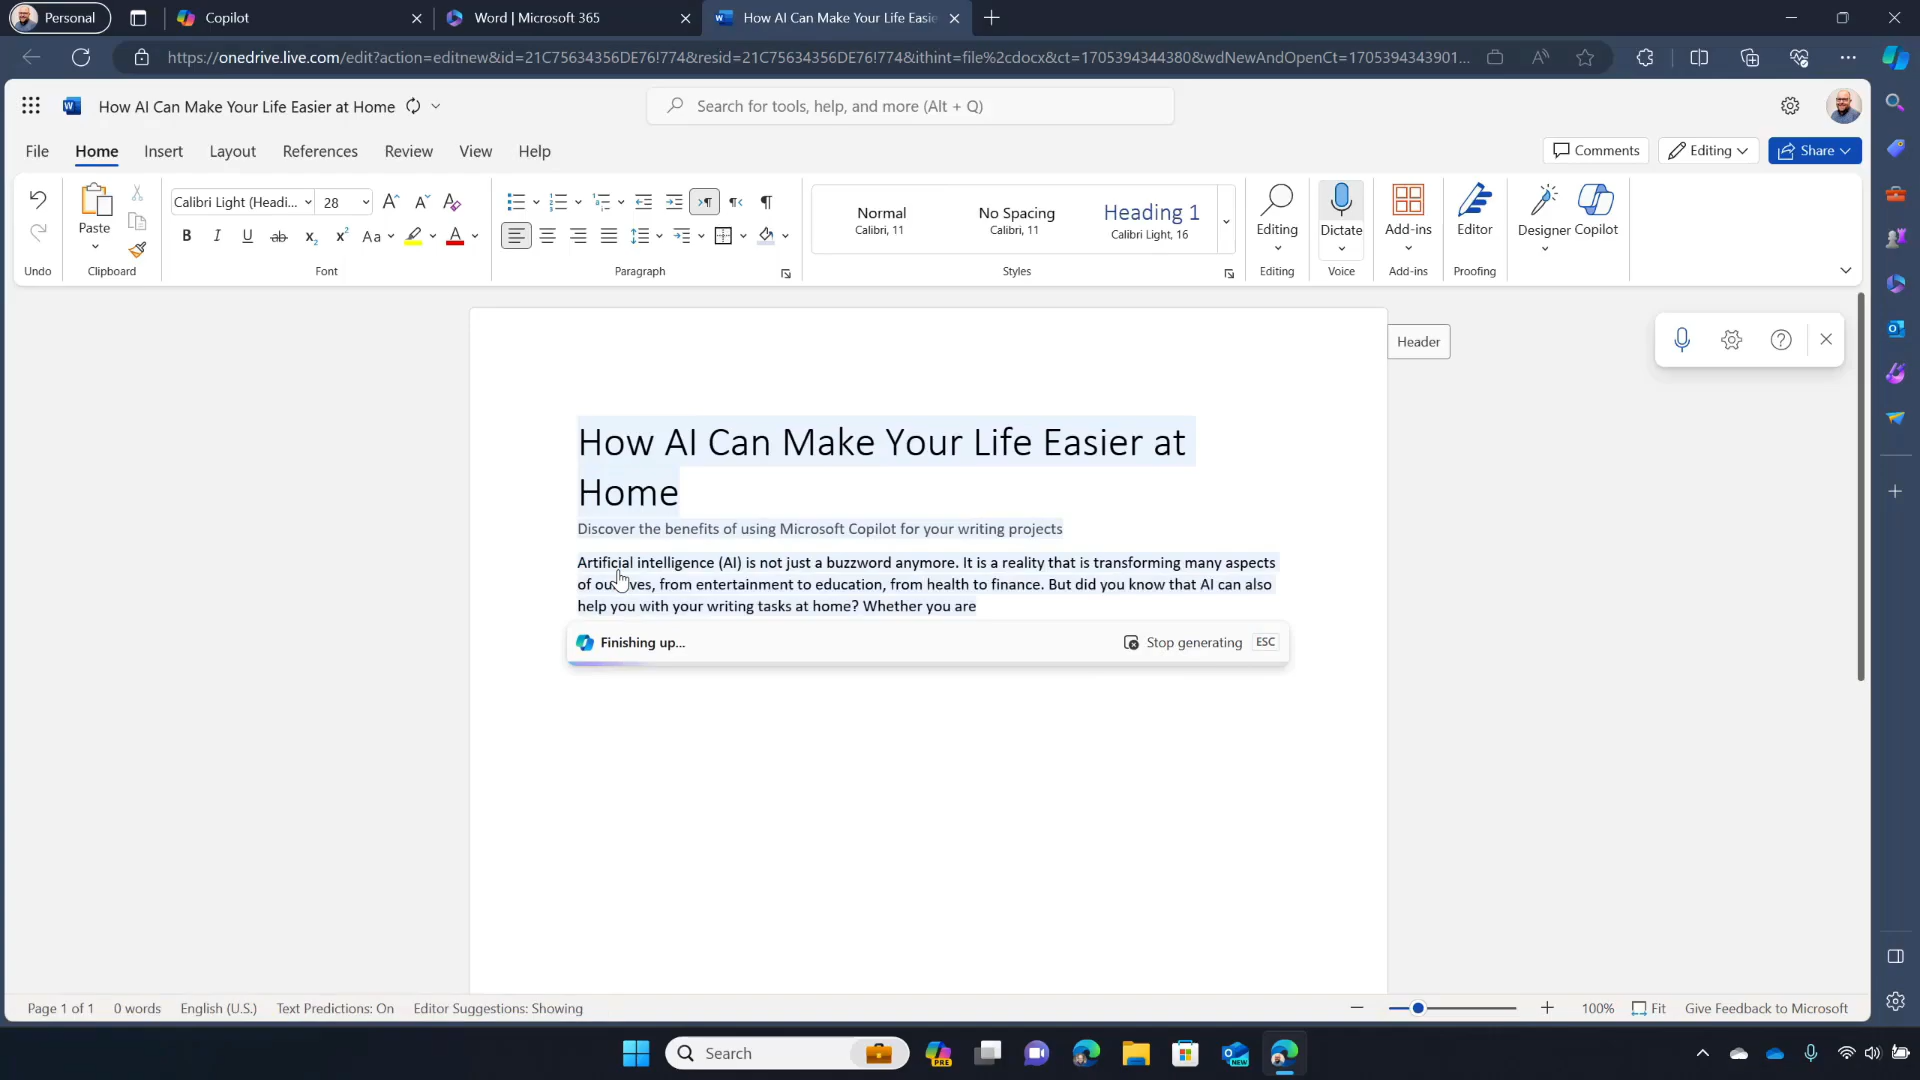 Personal
Copilot
Word | Microsoft 365
How AI Can Make Your Life Easie
https://onedrive.live.com/edit?action=editnew&id=21C75634356DE76!774&resid=21C75634356DE76!774&ithint=file%2cdocx&ct=1705394344380&wdNewAndOpenCt=1705394343901...
How AI Can Make Your Life Easier at Home
Search for tools, help, and more (Alt + Q)
File Home Insert Layout References Review View Help
Comments Editing Share
Calibri Light (Headi... 28
Paste
Normal
Calibri, 11
No Spacing
Calibri, 11
Heading 1
Calibri Light, 16
Editing Dictate Add-ins Editor Designer Copilot
Undo Clipboard Font Paragraph Styles Editing Voice Add-ins Proofing
Header
How AI Can Make Your Life Easier at
Home
Discover the benefits of using Microsoft Copilot for your writing projects
Artificial intelligence (AI) is not just a buzzword anymore. It is a reality that is transforming many aspects
of our lives, from entertainment to education, from health to finance. But did you know that AI can also
help you with your writing tasks at home? Whether you are
Finishing up...
Stop generating ESC
Page 1 of 1 0 words English (U.S.) Text Predictions: On Editor Suggestions: Showing
100% Fit Give Feedback to Microsoft
Search
PRE
NEW